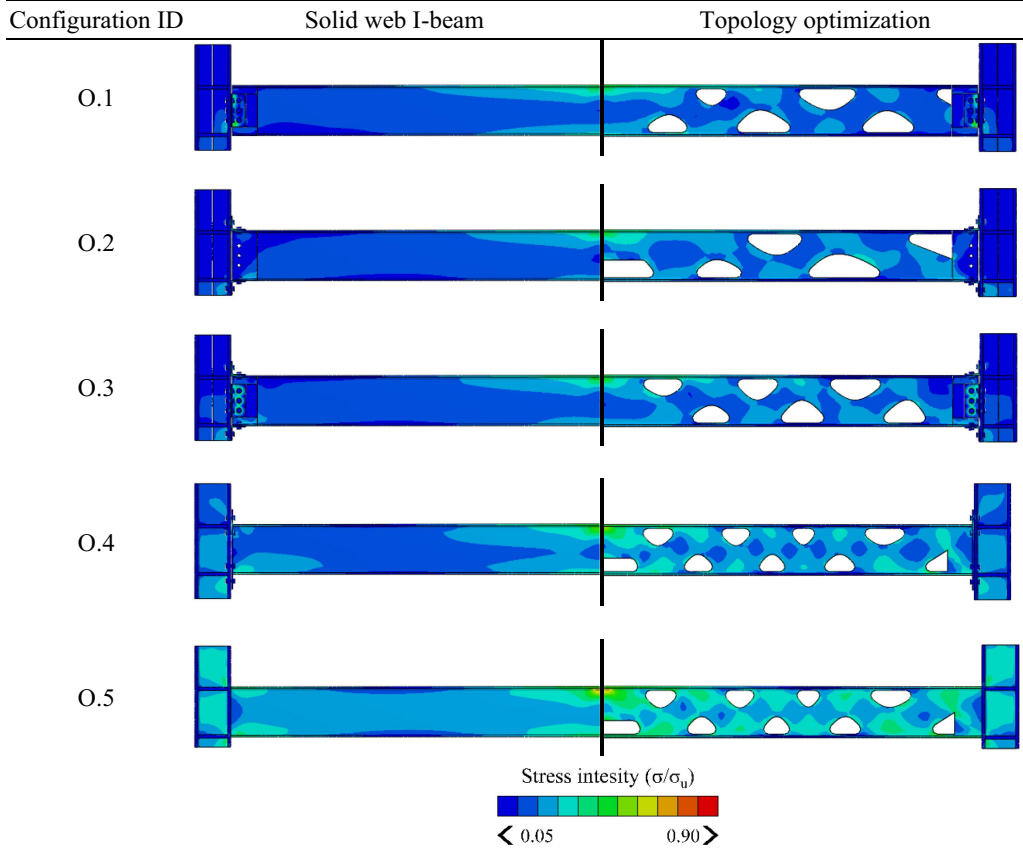 Configuration ID Solid web I-beam Topology optimization
O.1
O.2
O.3
O.4
O.5
Stress intesity (σ/σu)
< 0.05 0.90 >